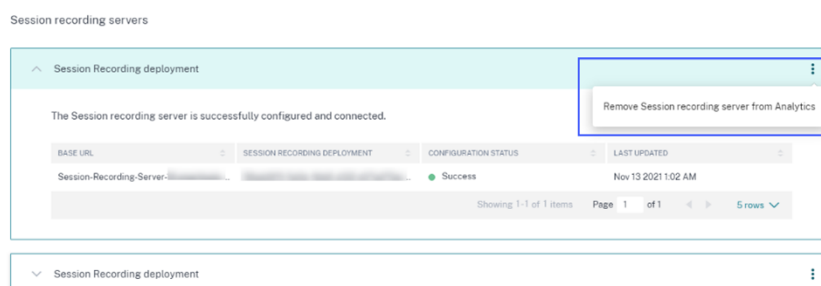 Session recording servers
Session Recording deployment
Remove Session recording server from Analytics
The Session recording server is successfully configured and connected.
BASE URL SESSION RECORDING DEPLOYMENT CONFIGURATION STATUS LAST UPDATED
Session-Recording-Server- ... ... Success Nov 13 2021 1:02 AM
Showing 1-1 of 1 items Page 1 of 1 5 rows
Session Recording deployment